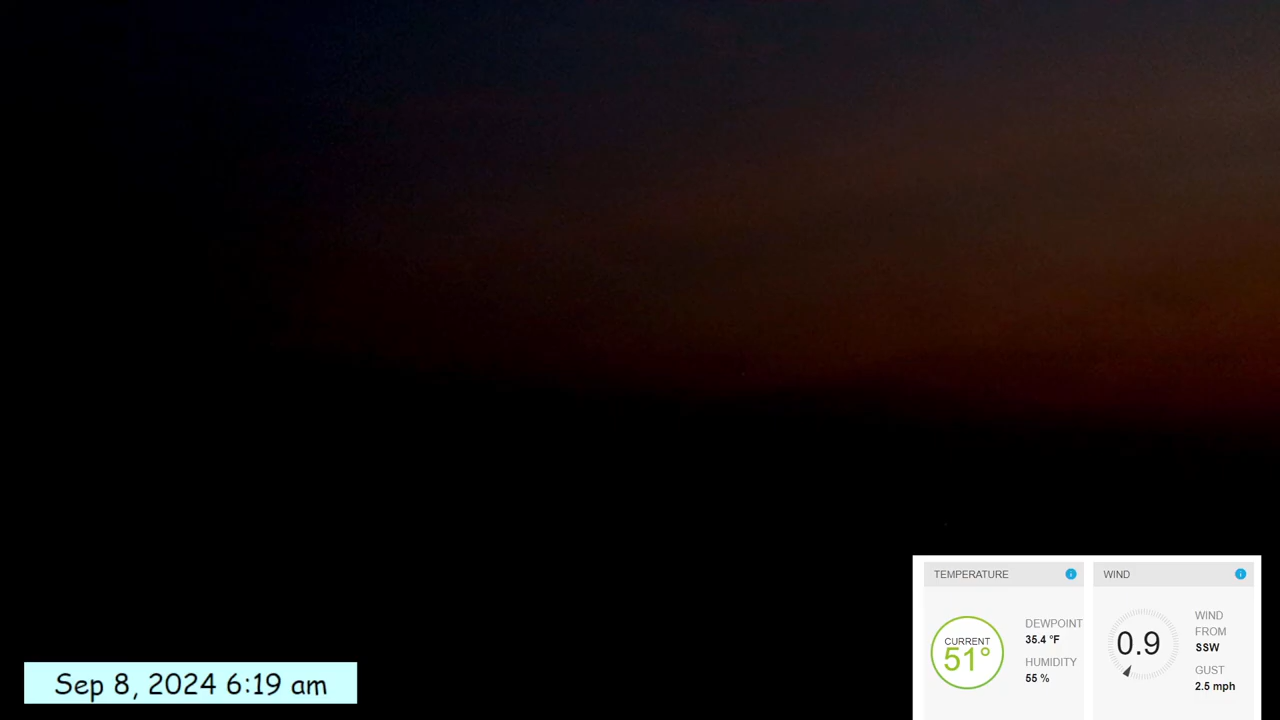 TEMPERATURE
CURRENT
51°
DEWPOINT
35.4 °F
HUMIDITY
55 %
WIND
0.9
WIND
FROM
SSW
GUST
2.5 mph
Sep 8, 2024 6:19 am